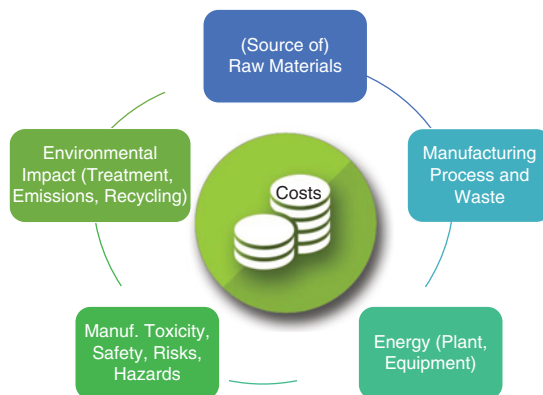 (Source of)
Raw Materials
Environmental
Impact (Treatment,
Emissions, Recycling)
Manufacturing
Process and
Waste
Costs
Manuf. Toxicity,
Safety, Risks,
Hazards
Energy (Plant,
Equipment)